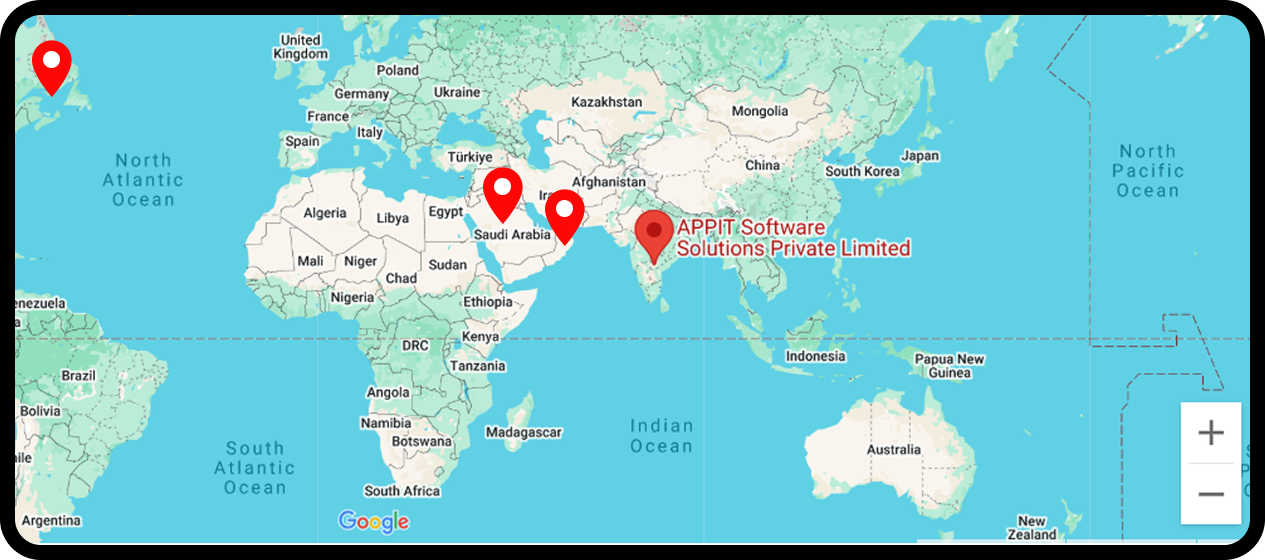 United
Kingdom
Poland
Germany
Ukraine
France
Kazakhstan
Mongolia
Italy
Spain
Türkiye
China
Japan
South Korea
North
Atlantic
Ocean
North
Pacific
Ocean
Afghanistan
Ira
Algeria
Libya
Egypt
Saudi Arabia
APPIT Software
Solutions Private Limited
Mali
Niger
Chad
Sudan
Nigeria
Ethiopia
enezuela
a
DRC
Kenya
Tanzania
Indonesia
Papua New
Guinea
Brazil
Angola
Bolivia
Namibia
Botswana
Madagascar
Indian
Ocean
Australia
South
Atlantic
Ocean
ile
South Africa
Argentina
Google
New
Zealand
+
−